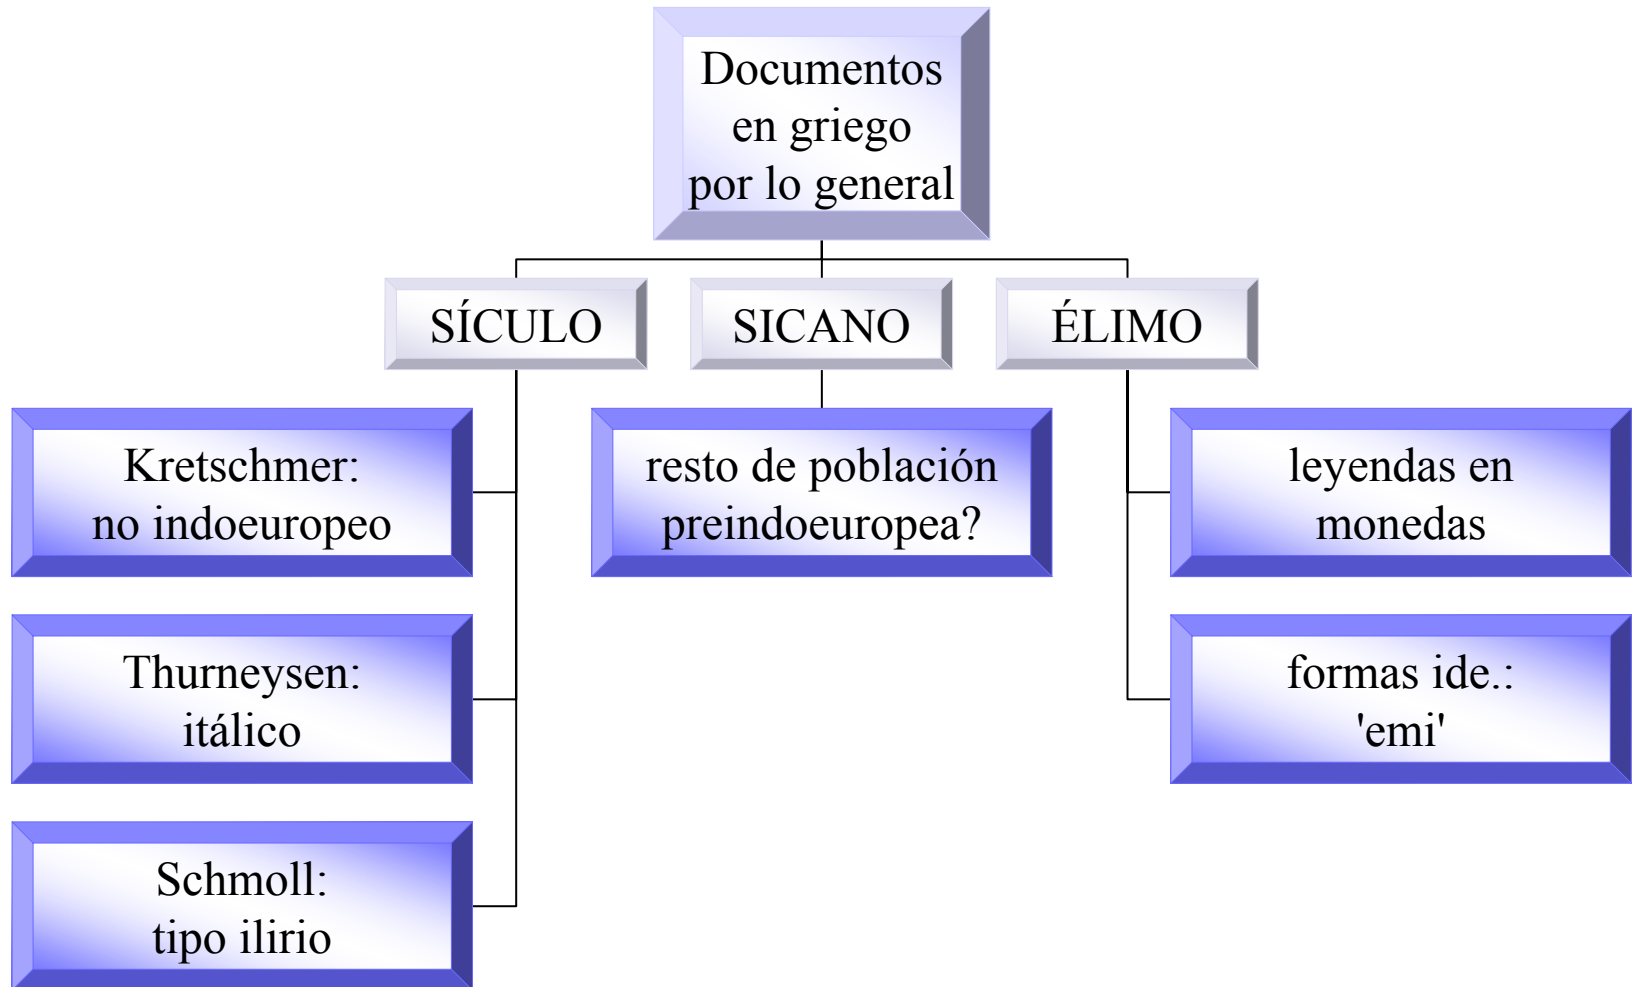 Documentos
en griego
por lo general
SÍCULO
SICANO
ÉLIMO
Kretschmer:
no indoeuropeo
resto de población
preindoeuropea?
leyendas en
monedas
Thurneysen:
itálico
formas ide.:
'emi'
Schmoll:
tipo ilirio